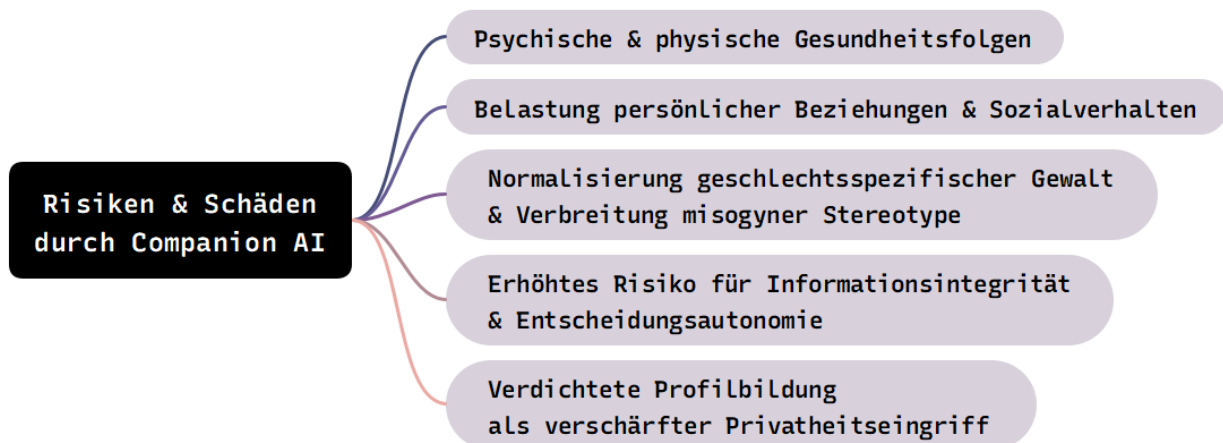 Risiken & Schäden
durch Companion AI
Psychische & physische Gesundheitsfolgen
Belastung persönlicher Beziehungen & Sozialverhalten
Normalisierung geschlechtsspezifischer Gewalt
& Verbreitung misogyner Stereotype
Erhöhtes Risiko für Informationsintegrität
& Entscheidungsautonomie
Verdichtete Profilbildung
als verschärfter Privatheitseingriff